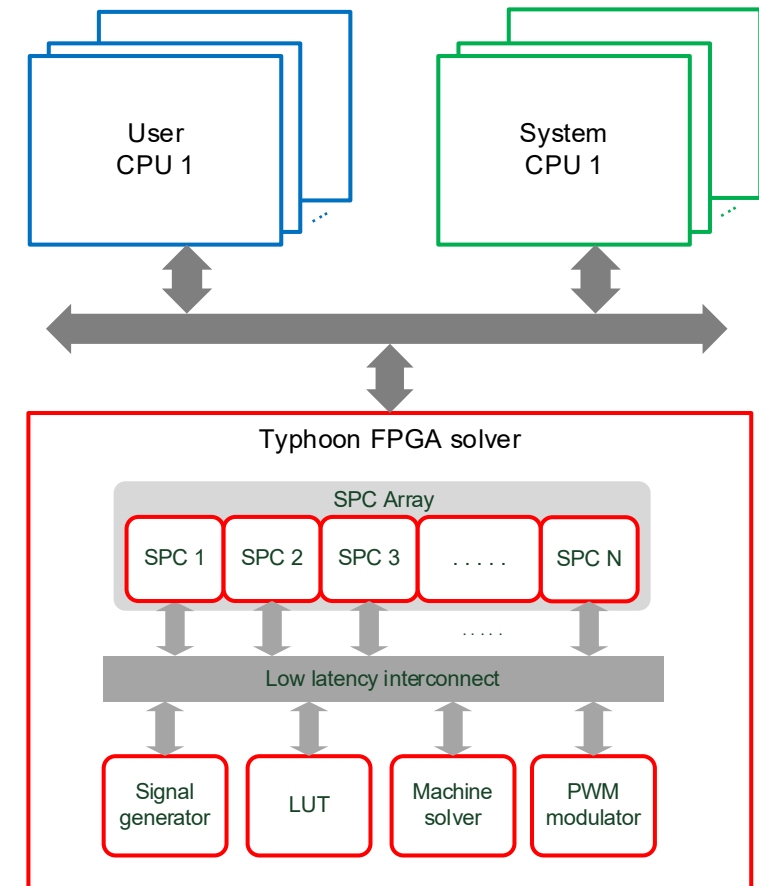 User
CPU 1
...
System
CPU 1
...
Typhoon FPGA solver
SPC Array
SPC 1
SPC 2
SPC 3
. . . . .
SPC N
. . . . .
Low latency interconnect
Signal
generator
LUT
Machine
solver
PWM
modulator